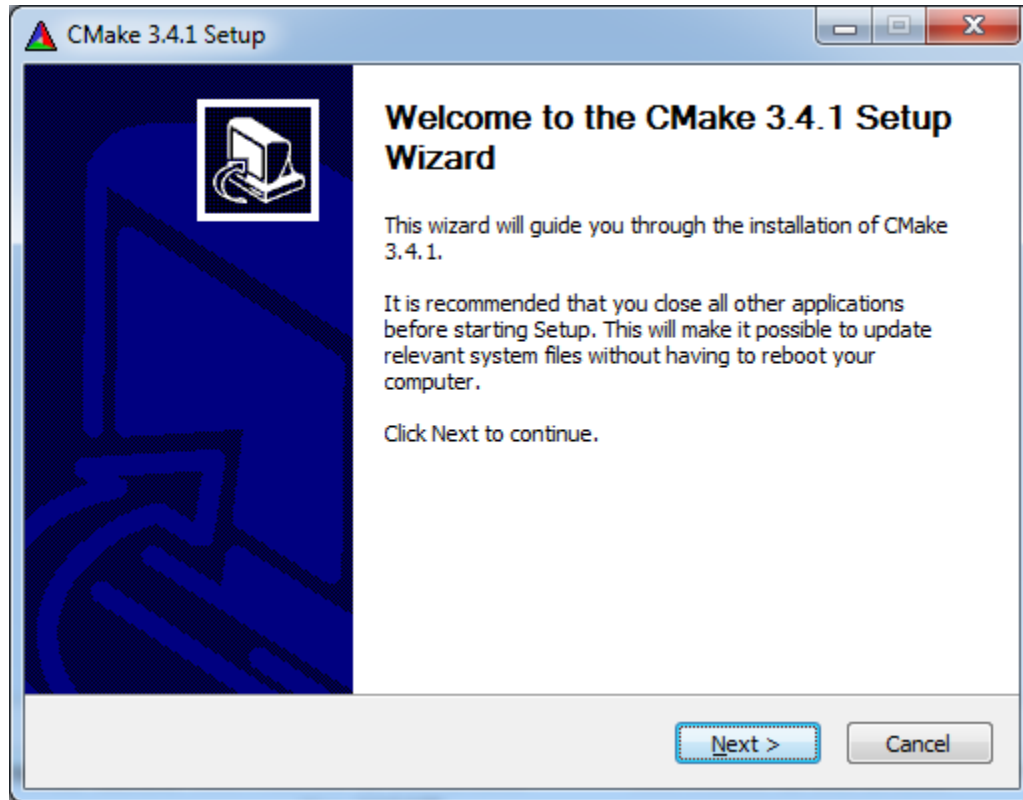 CMake 3.4.1 Setup
Welcome to the CMake 3.4.1 Setup
Wizard
This wizard will guide you through the installation of CMake
3.4.1.
It is recommended that you close all other applications
before starting Setup. This will make it possible to update
relevant system files without having to reboot your
computer.
Click Next to continue.
Next >
Cancel